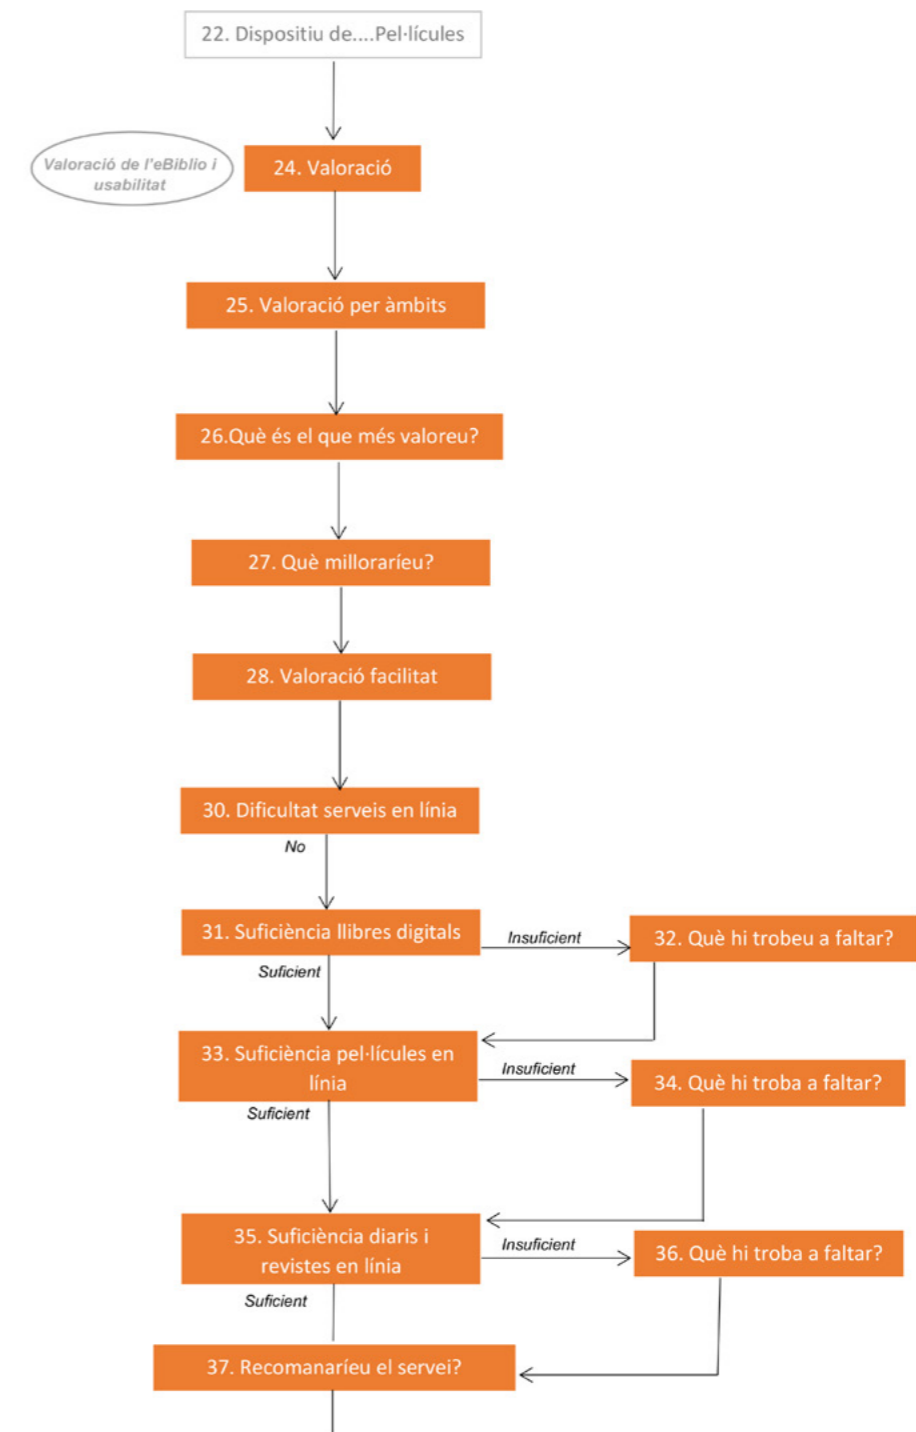 22. Dispositiu de....Pel·lícules
Valoració de l'eBiblio i
usabilitat
24. Valoració
25. Valoració per àmbits
26.Què és el que més valoreu?
27. Què milloraríeu?
28. Valoració facilitat
30. Dificultat serveis en línia
No
31. Suficiència llibres digitals
Insuficient
32. Què hi trobeu a faltar?
Suficient
33. Suficiència pel·lícules en
línia
Insuficient
34. Què hi troba a faltar?
Suficient
35. Suficiència diaris i
revistes en línia
Insuficient
36. Què hi troba a faltar?
Suficient
37. Recomanaríeu el servei?